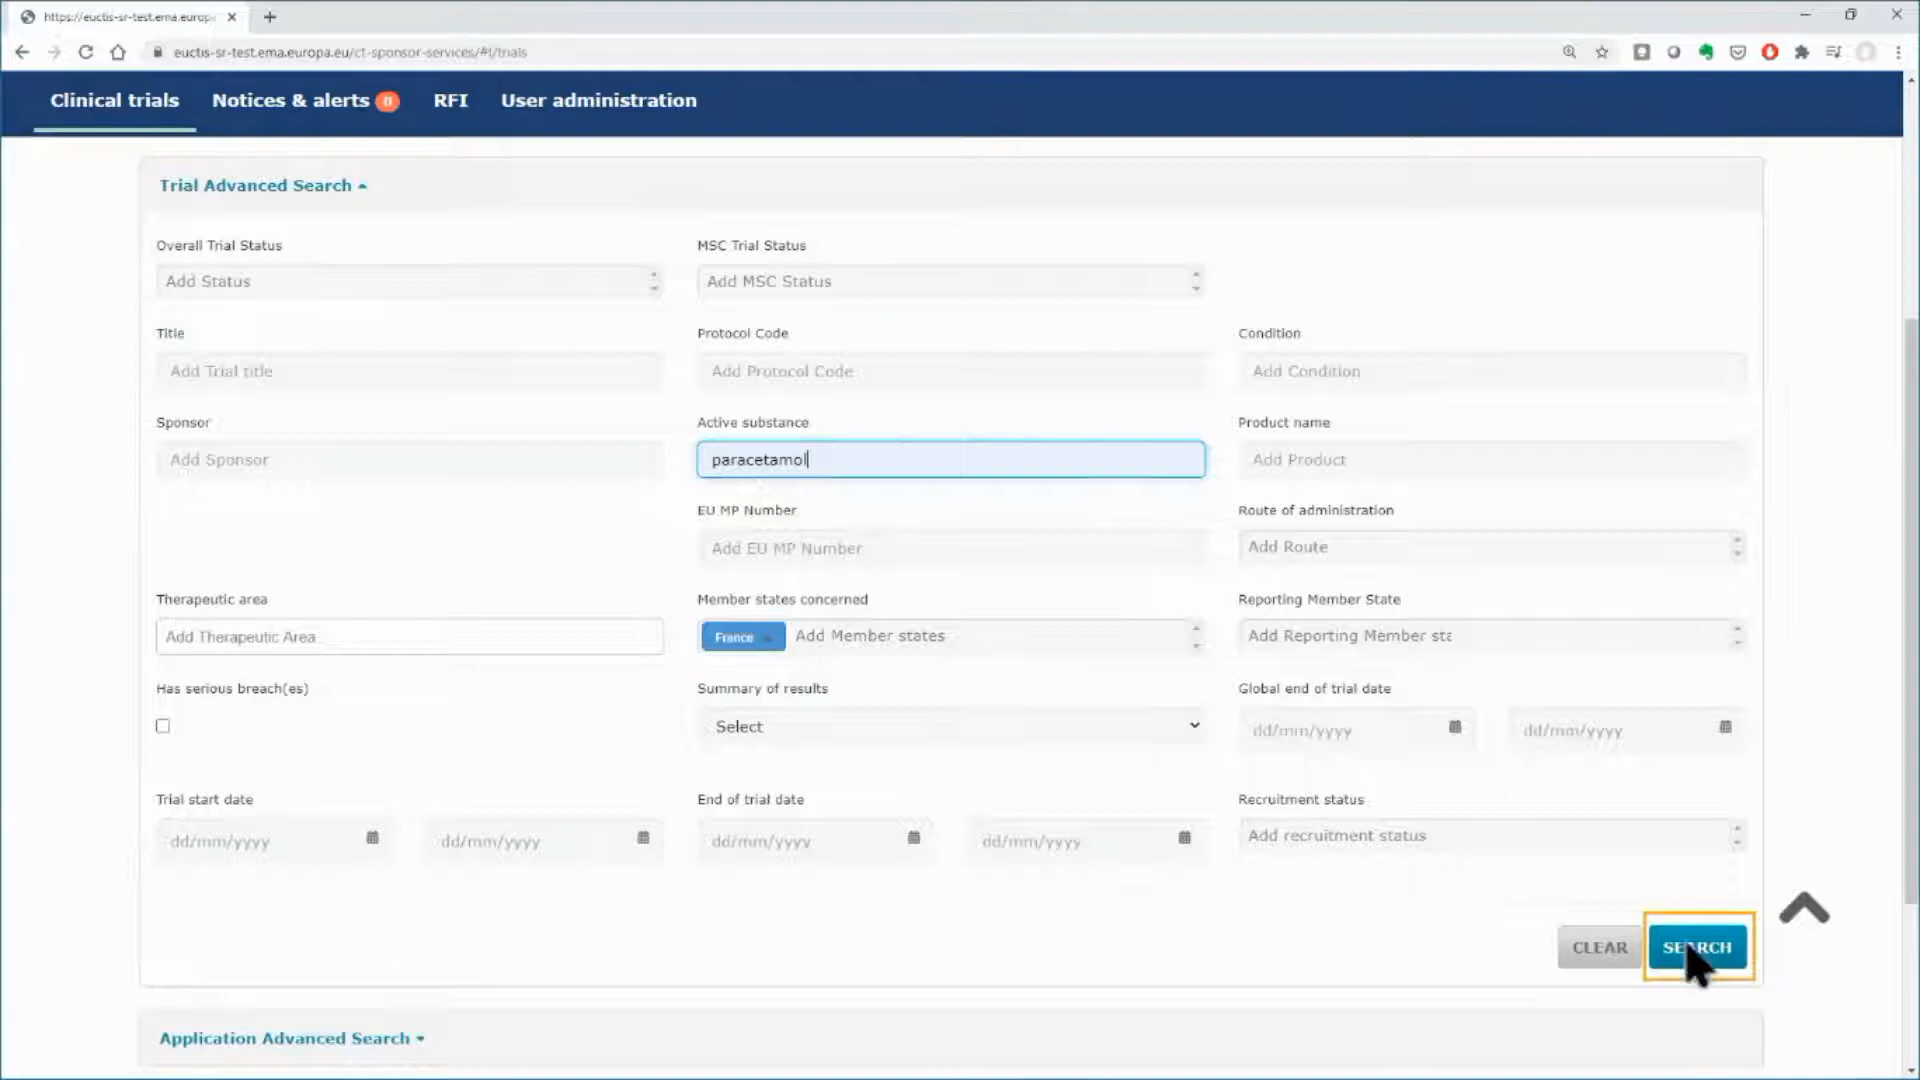 https://euctis-sr-test.ema.europ
euctis-sr-test.ema.europa.eu/ct-sponsor-services/#t/trials
Clinical trials
Notices & alerts 0
RFI
User administration
Trial Advanced Search
Overall Trial Status
MSC Trial Status
Add Status
Add MSC Status
Title
Protocol Code
Condition
Add Trial title
Add Protocol Code
Add Condition
Sponsor
Active substance
Product name
Add Sponsor
paracetamol
Add Product
EU MP Number
Route of administration
Add EU MP Number
Add Route
Therapeutic area
Member states concerned
Reporting Member State
Add Therapeutic Area
France Add Member states
Add Reporting Member sta
Has serious breach(es)
Summary of results
Global end of trial date
Select
dd/mm/yyyy
dd/mm/yyyy
Trial start date
End of trial date
Recruitment status
dd/mm/yyyy
dd/mm/yyyy
dd/mm/yyyy
dd/mm/yyyy
Add recruitment status
CLEAR
SEARCH
Application Advanced Search